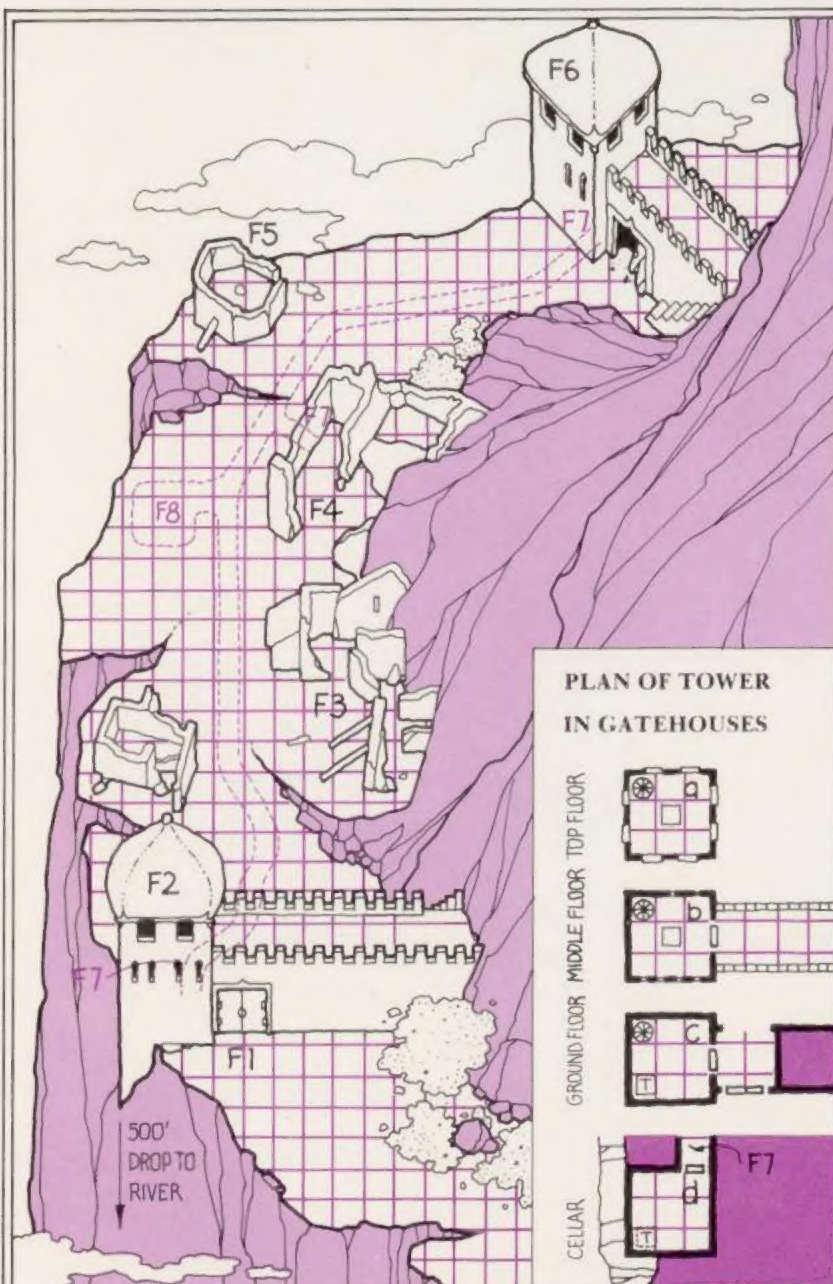 F6
F7
F5
F7
F4
F8
F3
F2
F7
F1
500'
DROP TO
RIVER
PLAN OF TOWER
IN GATEHOUSES
TOP FLOOR
a
MIDDLE FLOOR
b
GROUND FLOOR
C
T
CELLAR
F7
T